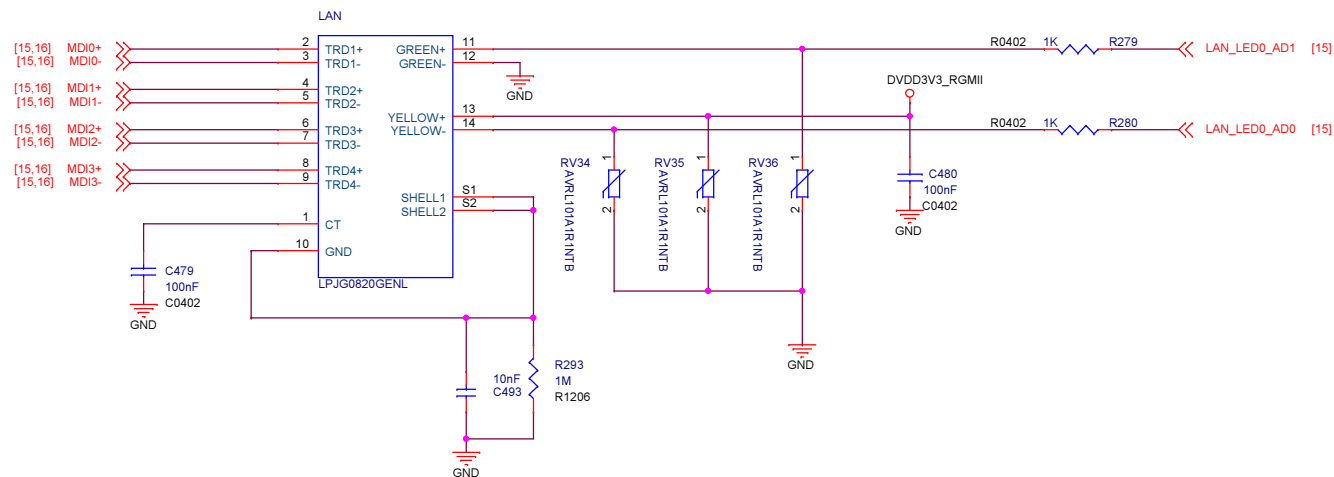 LAN
[15,16] MDI0+ 2 TRD1+ GREEN+ 11 R0402 1K R279 LAN_LED0_AD1 [15]
[15,16] MDI0- 3 TRD1- GREEN- 12
GND
DVDD3V3_RGMII
[15,16] MDI1+ 4 TRD2+
[15,16] MDI1- 5 TRD2-
YELLOW+ 13
[15,16] MDI2+ 6 TRD3+ YELLOW- 14 R0402 1K R280 LAN_LED0_AD0 [15]
[15,16] MDI2- 7 TRD3-
[15,16] MDI3+ 8 TRD4+
[15,16] MDI3- 9 TRD4-
SHELL1 S1
SHELL2 S2
1 CT
10 GND
LPJG0820GENL
RV34
AVRL101A1R1NTB
1
2
RV35
AVRL101A1R1NTB
1
2
RV36
AVRL101A1R1NTB
1
2
C480
100nF
C0402
GND
C479
100nF
C0402
GND
GND
10nF
C493
R293
1M
R1206
GND